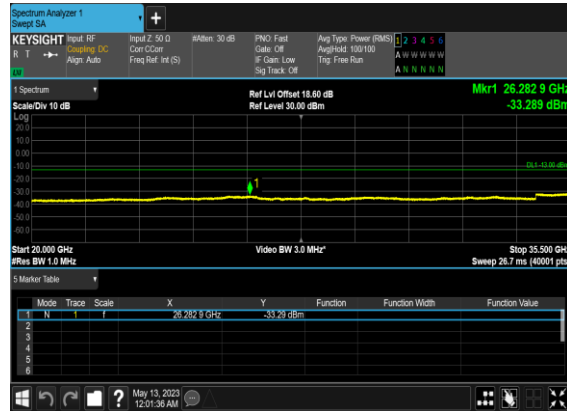 Spectrum Analyzer 1
Swept SA
+
KEYSIGHT Input: RF Input Z: 50 Ω #Atten: 30 dB PNO: Fast Avg Type: Power (RMS) 1 2 3 4 5 6
R T Coupling: DC Corr CCorr Gate: Off Avg|Hold: 100/100 A W W W W W
Align: Auto Freq Ref: Int (S) IF Gain: Low Trig: Free Run A N N N N N
Sig Track: Off
1 Spectrum Ref Lvl Offset 18.60 dB Mkr1 26.282 9 GHz
Scale/Div 10 dB Ref Level 30.00 dBm -33.289 dBm
Log
20.0
10.0
0.00
-10.0
DL1 -13.00 dBm
-20.0
1
-30.0
-40.0
-50.0
-60.0
Start 20.000 GHz Video BW 3.0 MHz* Stop 35.500 GHz
#Res BW 1.0 MHz Sweep 26.7 ms (40001 pts)
5 Marker Table
Mode Trace Scale X Y Function Function Width Function Value
1 N 1 f 26.282 9 GHz -33.29 dBm
2
3
4
5
6
? May 13, 2023
12:01:36 AM